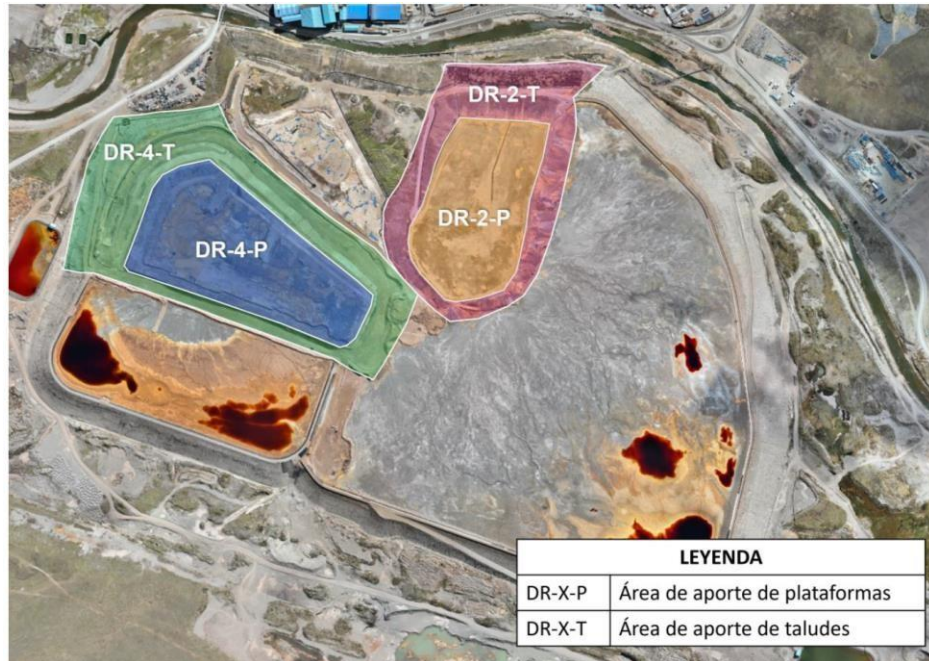 DR-2-T
DR-4-T
DR-2-P
DR-4-P
LEYENDA
DR-X-P Área de aporte de plataformas
DR-X-T Área de aporte de taludes